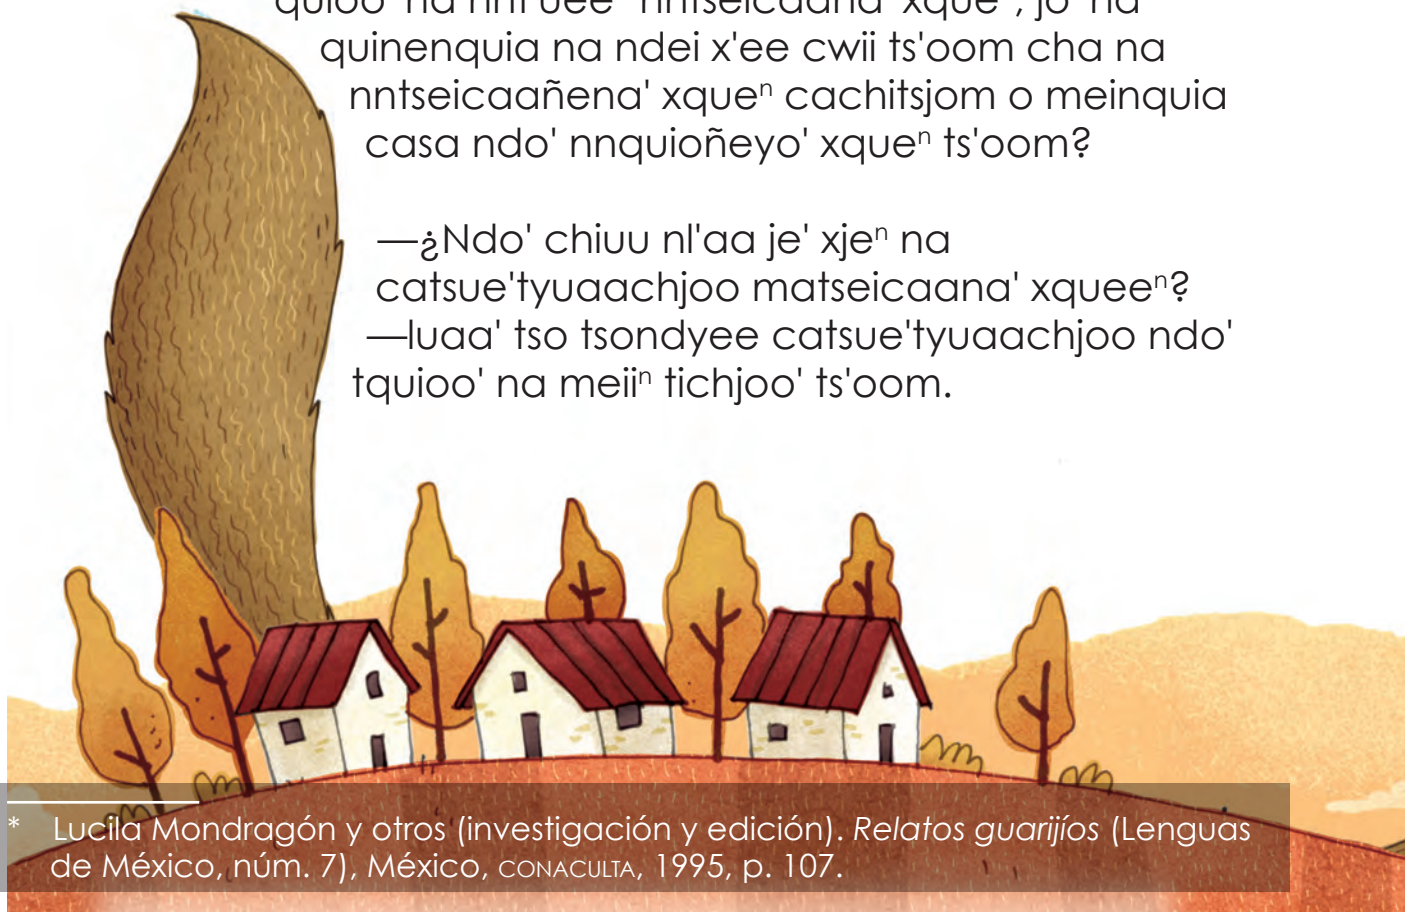 na
quinenquia na ndei x'ee cwii ts'oom cha na
nntseicaañena' xqueⁿ cachitsjom o meinquia
casa ndo' nnquioñeyo' xqueⁿ ts'oom?
—¿Ndo' chiuu nl'aa je' xjeⁿ na
catsue'tyuaachjoo matseicaana' xqueeⁿ?
—luaa' tso tsondyee catsue'tyuaachjoo ndo'
tquioo' na meiiⁿ tichjoo' ts'oom.
* Lucila Mondragón y otros (investigación y edición). Relatos guarijíos (Lenguas
de México, núm. 7), México, CONACULTA, 1995, p. 107.